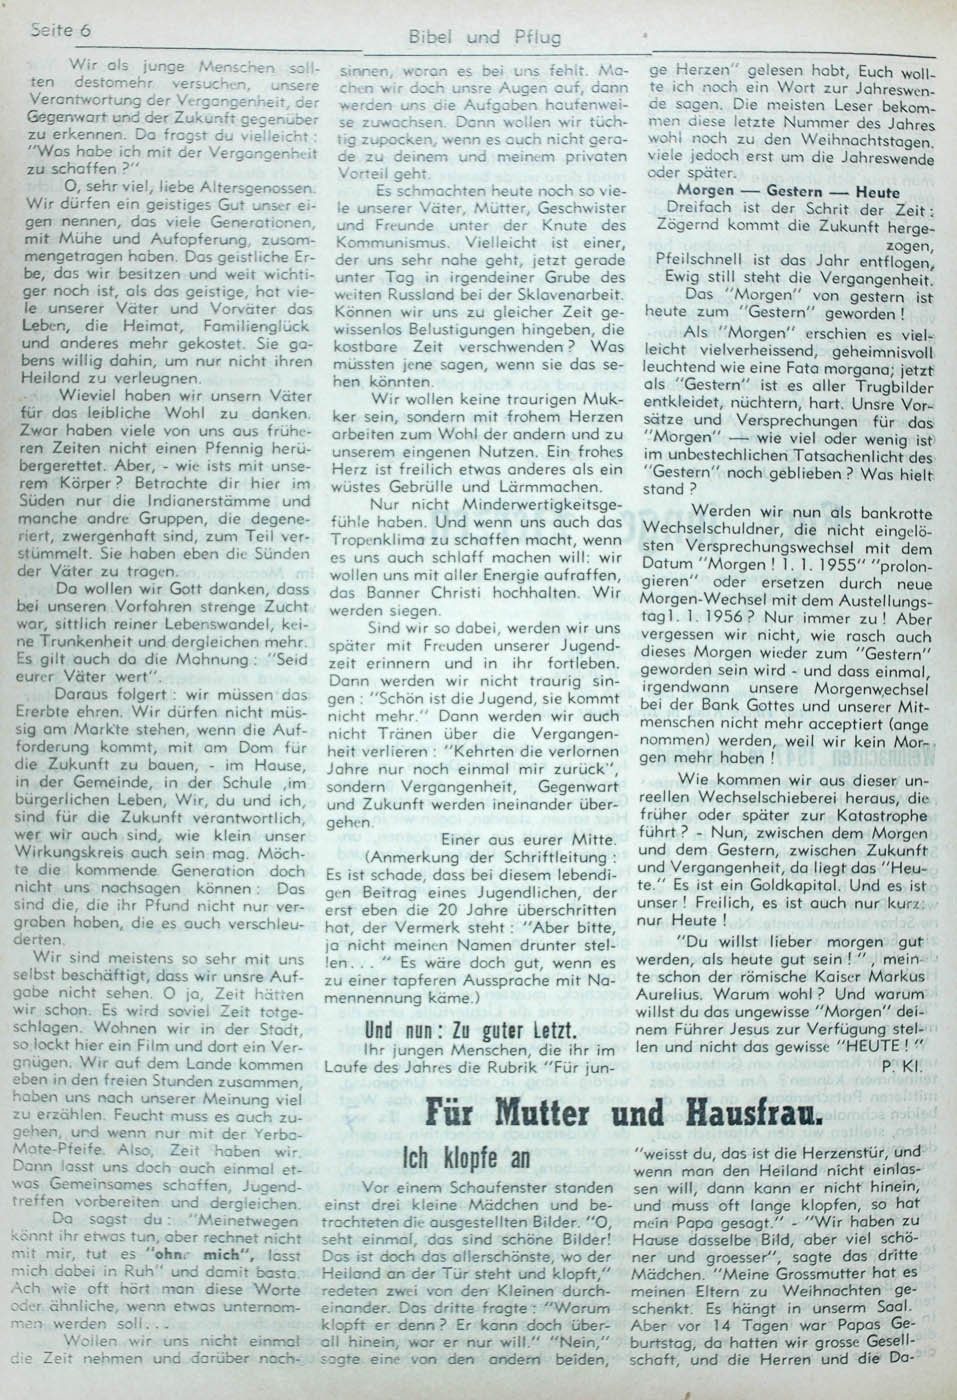 Seite 6
Bibel und Pflug
Wir als junge Menschen soll-
ten destomehr versuchen, unsere
Verantwortung der Vergangenheit, der
Gegenwart und der Zukunft gegenüber
zu erkennen. Da fragst du vielleicht :
"Was habe ich mit der Vergangenheit
zu schaffen ?"
O, sehr viel, liebe Altersgenossen.
Wir dürfen ein geistiges Gut unser ei-
gen nennen, das viele Generationen,
mit Mühe und Aufopferung, zusam-
mengetragen haben. Das geistliche Er-
be, das wir besitzen und weit wichti-
ger noch ist, als das geistige, hat vie-
le unserer Väter und Vorväter das
Leben, die Heimat, Familienglück
und anderes mehr gekostet. Sie ga-
bens willig dahin, um nur nicht ihren
Heiland zu verleugnen.
Wieviel haben wir unsern Väter
für das leibliche Wohl zu danken.
Zwar haben viele von uns aus frühe-
ren Zeiten nicht einen Pfennig herü-
bergerettet. Aber, - wie ists mit unse-
rem Körper ? Betrachte dir hier im
Süden nur die Indianerstämme und
manche andre Gruppen, die degene-
riert, zwergenhaft sind, zum Teil ver-
stümmelt. Sie haben eben die Sünden
der Väter zu tragen.
Da wollen wir Gott danken, dass
bei unseren Vorfahren strenge Zucht
war, sittlich reiner Lebenswandel, kei-
ne Trunkenheit und dergleichen mehr.
Es gilt auch da die Mahnung : "Seid
eurer Väter wert".
Daraus folgert : wir müssen das
Ererbte ehren. Wir dürfen nicht müs-
sig am Markte stehen, wenn die Auf-
forderung kommt, mit am Dom für
die Zukunft zu bauen, - im Hause,
in der Gemeinde, in der Schule ,im
bürgerlichen Leben, Wir, du und ich,
sind für die Zukunft verantwortlich,
wer wir auch sind, wie klein unser
Wirkungskreis auch sein mag. Möch-
te die kommende Generation doch
nicht uns nachsagen können : Das
sind die, die ihr Pfund nicht nur ver-
graben haben, die es auch verschleu-
derten.
Wir sind meistens so sehr mit uns
selbst beschäftigt, dass wir unsre Auf-
gabe nicht sehen. O ja, Zeit hätten
wir schon. Es wird soviel Zeit totge-
schlagen. Wohnen wir in der Stadt,
so lockt hier ein Film und dort ein Ver-
gnügen. Wir auf dem Lande kommen
eben in den freien Stunden zusammen,
haben uns nach unserer Meinung viel
zu erzählen. Feucht muss es auch zu-
gehen, und wenn nur mit der Yerba-
Mate-Pfeife. Also, Zeit haben wir.
Dann lasst uns doch auch einmal et-
was Gemeinsames schaffen, Jugend-
treffen vorbereiten und dergleichen.
Da sagst du : "Meinetwegen
könnt ihr etwas tun, aber rechnet nicht
mit mir, tut es "ohne mich", lasst
mich dabei in Ruh" und damit basta.
Ach wie oft hört man diese Worte
oder ähnliche, wenn etwas unternom-
men werden soll. . .
Wollen wir uns nicht einmal
die Zeit nehmen und darüber nach-
sinnen, woran es bei uns fehlt. Ma-
chen wir doch unsre Augen auf, dann
werden uns die Aufgaben haufenwei-
se zuwachsen. Dann wollen wir tüch-
tig zupacken, wenn es auch nicht gera-
de zu deinem und meinem privaten
Vorteil geht.
Es schmachten heute noch so vie-
le unserer Väter, Mütter, Geschwister
und Freunde unter der Knute des
Kommunismus. Vielleicht ist einer,
der uns sehr nahe geht, jetzt gerade
unter Tag in irgendeiner Grube des
weiten Russland bei der Sklavenarbeit.
Können wir uns zu gleicher Zeit ge-
wissenlos Belustigungen hingeben, die
kostbare Zeit verschwenden ? Was
müssten jene sagen, wenn sie das se-
hen könnten.
Wir wollen keine traurigen Muk-
ker sein, sondern mit frohem Herzen
arbeiten zum Wohl der andern und zu
unserem eingenen Nutzen. Ein frohes
Herz ist freilich etwas anderes als ein
wüstes Gebrülle und Lärmmachen.
Nur nicht Minderwertigkeitsge-
fühle haben. Und wenn uns auch das
Tropenklima zu schaffen macht, wenn
es uns auch schlaff machen will: wir
wollen uns mit aller Energie aufraffen,
das Banner Christi hochhalten. Wir
werden siegen.
Sind wir so dabei, werden wir uns
später mit Freuden unserer Jugend-
zeit erinnern und in ihr fortleben.
Dann werden wir nicht traurig sin-
gen : "Schön ist die Jugend, sie kommt
nicht mehr." Dann werden wir auch
nicht Tränen über die Vergangen-
heit verlieren : "Kehrten die verlornen
Jahre nur noch einmal mir zurück",
sondern Vergangenheit, Gegenwart
und Zukunft werden ineinander über-
gehen.
Einer aus eurer Mitte.
(Anmerkung der Schriftleitung :
Es ist schade, dass bei diesem lebendi-
gen Beitrag eines Jugendlichen, der
erst eben die 20 Jahre überschritten
hat, der Vermerk steht : "Aber bitte,
ja nicht meinen Namen drunter stel-
len. . . " Es wäre doch gut, wenn es
zu einer tapferen Aussprache mit Na-
mennennung käme.)
Und nun : Zu guter Letzt.
Ihr jungen Menschen, die ihr im
Laufe des Jahres die Rubrik "Für jun-
ge Herzen" gelesen habt, Euch woll-
te ich noch ein Wort zur Jahreswen-
de sagen. Die meisten Leser bekom-
men diese letzte Nummer des Jahres
wohl noch zu den Weihnachtstagen,
viele jedoch erst um die Jahreswende
oder später.
Morgen — Gestern — Heute
Dreifach ist der Schrit der Zeit :
Zögernd kommt die Zukunft herge-
zogen,
Pfeilschnell ist das Jahr entflogen,
Ewig still steht die Vergangenheit.
Das "Morgen" von gestern ist
heute zum "Gestern" geworden !
Als "Morgen" erschien es viel-
leicht vielverheissend, geheimnisvoll
leuchtend wie eine Fata morgana; jetzt
als "Gestern" ist es aller Trugbilder
entkleidet, nüchtern, hart. Unsre Vor-
sätze und Versprechungen für das
"Morgen" — wie viel oder wenig ist
im unbestechlichen Tatsachenlicht des
"Gestern" noch geblieben ? Was hielt
stand ?
Werden wir nun als bankrotte
Wechselschuldner, die nicht eingelö-
sten Versprechungswechsel mit dem
Datum "Morgen ! 1. 1. 1955" "prolon-
gieren" oder ersetzen durch neue
Morgen-Wechsel mit dem Austellungs-
tag1. 1. 1956 ? Nur immer zu ! Aber
vergessen wir nicht, wie rasch auch
dieses Morgen wieder zum "Gestern"
geworden sein wird - und dass einmal,
irgendwann unsere Morgenwechsel
bei der Bank Gottes und unserer Mit-
menschen nicht mehr acceptiert (ange
nommen) werden, weil wir kein Mor-
gen mehr haben !
Wie kommen wir aus dieser un-
reellen Wechselschieberei heraus, die
früher oder später zur Katastrophe
führt ? - Nun, zwischen dem Morgen
und dem Gestern, zwischen Zukunft
und Vergangenheit, da liegt das "Heu-
te." Es ist ein Goldkapital. Und es ist
unser ! Freilich, es ist auch nur kurz:
nur Heute !
"Du willst lieber morgen gut
werden, als heute gut sein ! " , mein-
te schon der römische Kaiser Markus
Aurelius. Warum wohl ? Und warum
willst du das ungewisse "Morgen" dei-
nem Führer Jesus zur Verfügung stel-
len und nicht das gewisse "HEUTE ! "
P. Kl.
Für Mutter und Hausfrau.
Ich klopfe an
Vor einem Schaufenster standen
einst drei kleine Mädchen und be-
trachteten die ausgestellten Bilder. "O,
seht einmal, das sind schöne Bilder!
Das ist doch das allerschönste, wo der
Heiland an der Tür steht und klopft,"
redeten zwei von den Kleinen durch-
einander. Das dritte fragte : "Warum
klopft er denn ? Er kann doch über-
all hinein, war er nur will." "Nein,"
sagte eine von den andern beiden,
"weisst du, das ist die Herzenstür, und
wenn man den Heiland nicht einlas-
sen will, dann kann er nicht hinein,
und muss oft lange klopfen, so hat
mein Papa gesagt." - "Wir haben zu
Hause dasselbe Bild, aber viel schö-
ner und groesser", sagte das dritte
Mädchen. "Meine Grossmutter hat es
meinen Eltern zu Weihnachten ge-
schenkt. Es hängt in unserm Saal.
Aber vor 14 Tagen war Papas Ge-
burtstag, da hatten wir grosse Gesell-
schaft, und die Herren und die Da-